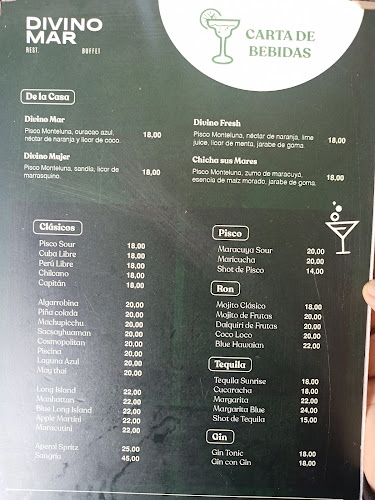 DIVINO
MAR
REST. BUFFET
CARTA DE
BEBIDAS
De la Casa
Divino Mar
Pisco Monteluna, curacao azul, 18,00
néctar de naranja y licor de coco.
Divino Mujer
Pisco Monteluna, sandía, licor de 18,00
marrasquino.
Divino Fresh
Pisco Monteluna, néctar de naranja, lime 18,00
juice, licor de menta, jarabe de goma.
Chicha sus Mares
Pisco Monteluna, zumo de maracuyá, 18.00
esencia de maíz morado, jarabe de goma.
Clásicos
Pisco Sour 18,00
Cuba Libre 18,00
Perú Libre 18,00
Chilcano 18,00
Capitán 18,00
Algarrobina 20,00
Piña colada 20,00
Machupicchu 20,00
Sacsayhuaman 20,00
Cosmopolitan 20,00
Piscina 20,00
Laguna Azul 20,00
May thai 20,00
Long Island 22,00
Manhattan 22,00
Blue Long Island 22,00
Apple Martini 22,00
Maracutini 22,00
Aperol Spritz 25,00
Sangría 45,00
Pisco
Maracuya Sour 20,00
Maricucha 20,00
Shot de Pisco 14,00
Ron
Mojito Clásico 18,00
Mojito de Frutas 20,00
Daiquiri de Frutas 20,00
Coco Loco 20,00
Blue Hawaian 22,00
Tequila
Tequila Sunrise 18,00
Cucaracha 18,00
Margarita 22,00
Margarita Blue 24,00
Shot de Tequila 15,00
Gin
Gin Tonic 18,00
Gin con Gin 18,00